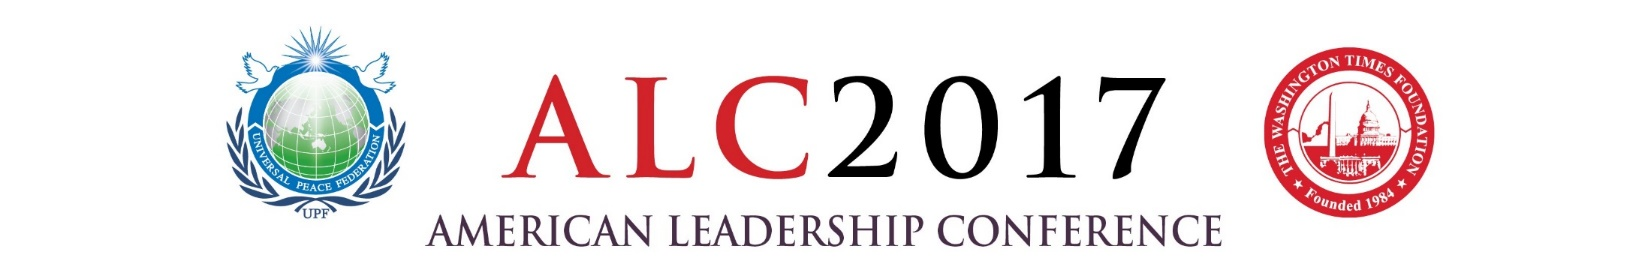 UNIVERSAL PEACE FEDERATION
UPF
ALC2017
AMERICAN LEADERSHIP CONFERENCE
THE WASHINGTON TIMES FOUNDATION
★ Founded 1984 ★